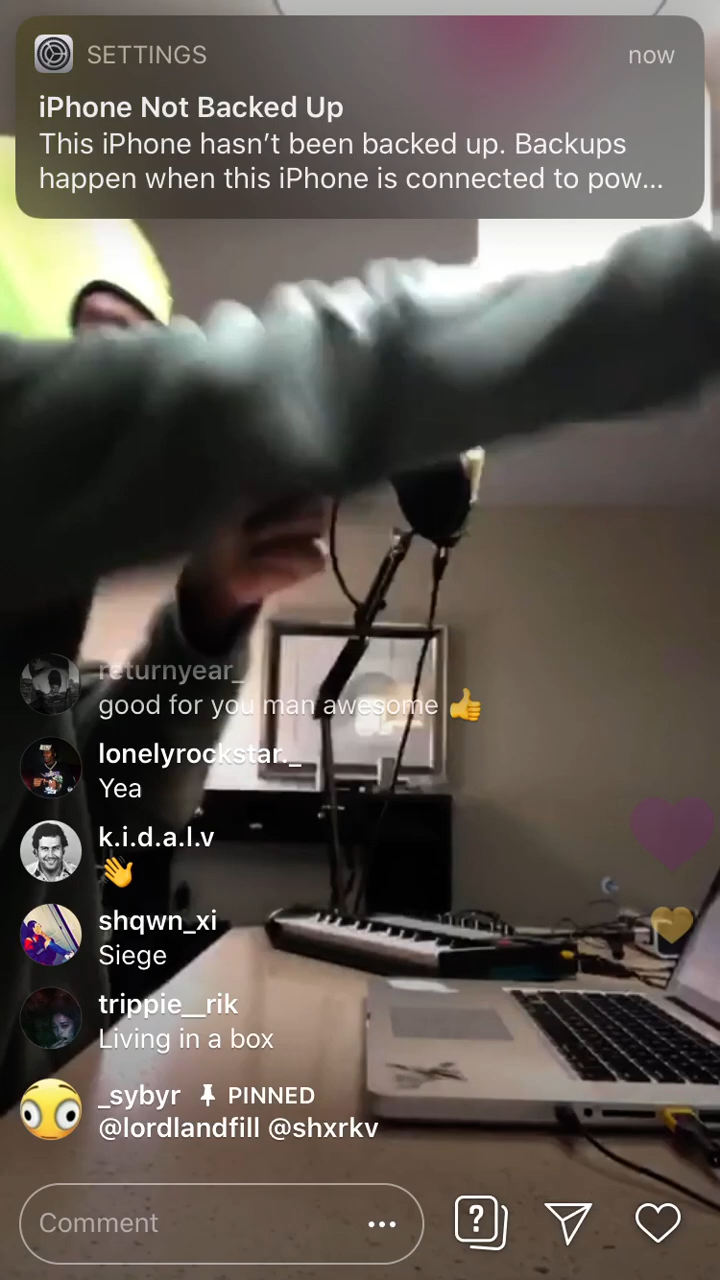 SETTINGS
now
iPhone Not Backed Up
This iPhone hasn't been backed up. Backups
happen when this iPhone is connected to pow...
returnyear_
good for you man awesome 👍
lonelyrockstar._
Yea
k.i.d.a.l.v
👋
shqwn_xi
Siege
trippie__rik
Living in a box
_sybyr PINNED
@lordlandfill @shxrkv
Comment
?